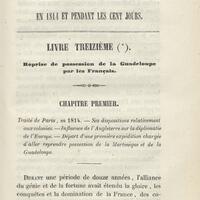 EN 1814 ET PENDANT LES CENT JOURS.
LIVRE TREIZIÈME (*).
Reprise de possession de la Guadeloupe
par les Français.
CHAPITRE PREMIER.
Traité de Paris, en 1814. — Ses dispositions relativement
aux colonies. — Influence de l'Angleterre sur la diplomatie
de l'Europe. — Départ d'une première expédition chargée
d'aller reprendre possession de la Martinique et de la
Guadeloupe.
DURANT une période de douze années, l'alliance
du génie et de la fortune avait étendu la gloire, les
conquêtes et la domination de la France, des co-